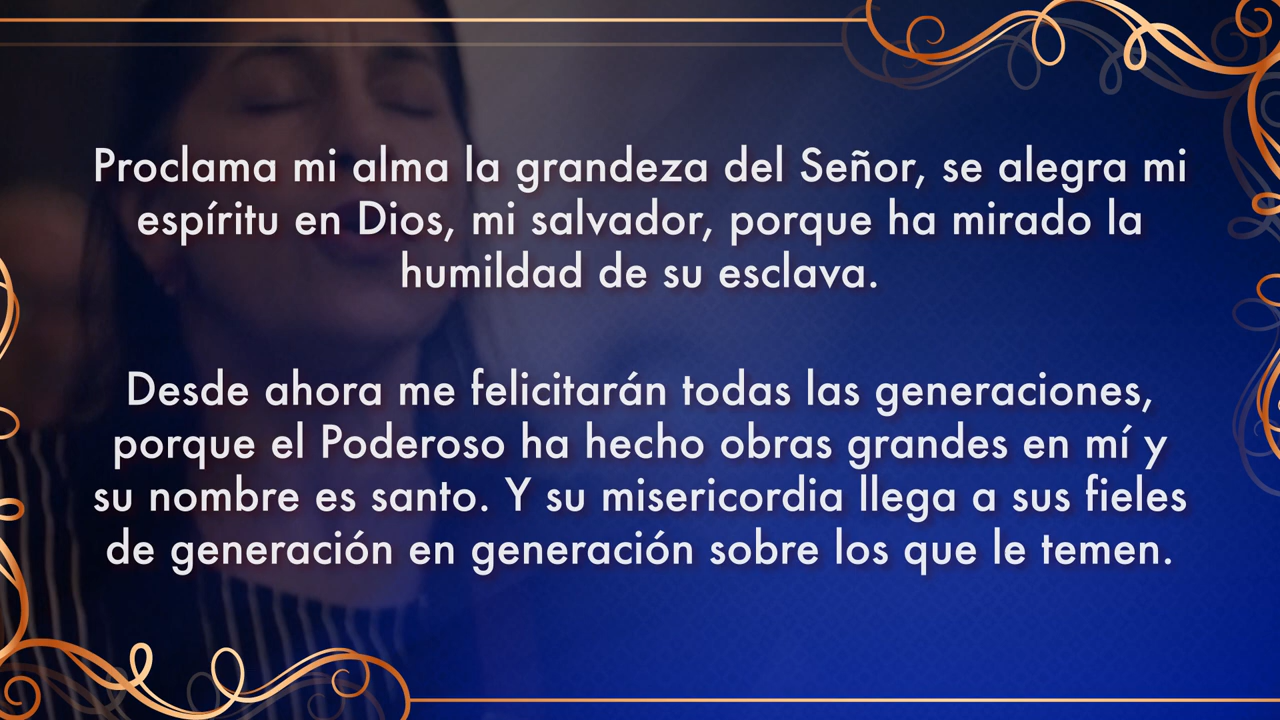 Proclama mi alma la grandeza del Señor, se alegra mi
espíritu en Dios, mi salvador, porque ha mirado la
humildad de su esclava.
Desde ahora me felicitarán todas las generaciones,
porque el Poderoso ha hecho obras grandes en mí y
su nombre es santo. Y su misericordia llega a sus fieles
de generación en generación sobre los que le temen.